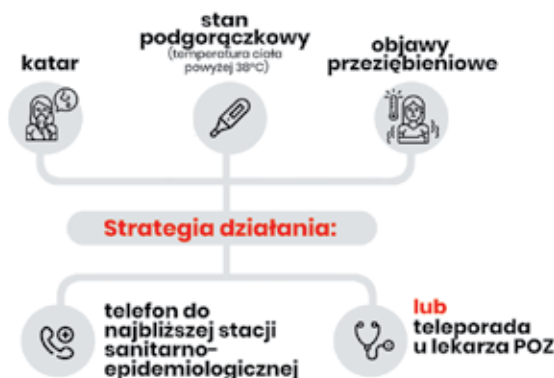 katar
stan
podgorączkowy
(temperatura ciała
powyżej 38°C)
objawy
przeziębieniowe
Strategia działania:
telefon do
najbliższej stacji
sanitarno-
epidemiologicznej
lub
teleporada
u lekarza POZ